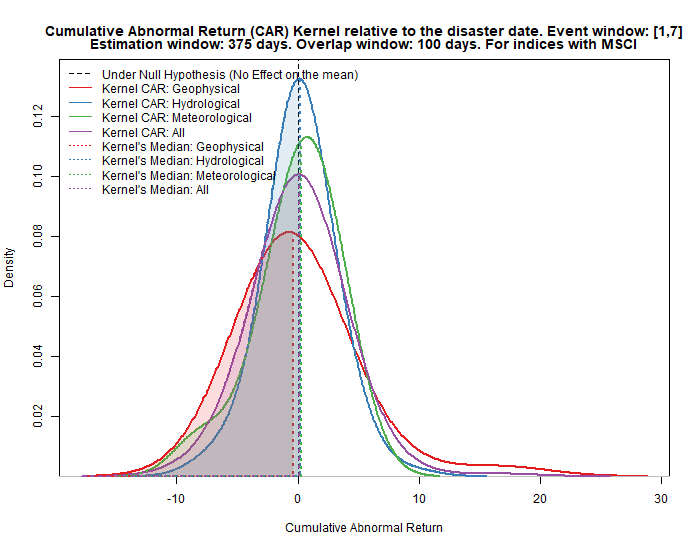 Cumulative Abnormal Return (CAR) Kernel relative to the disaster date. Event window: [1,7]
Estimation window: 375 days. Overlap window: 100 days. For indices with MSCI
Under Null Hypothesis (No Effect on the mean)
Kernel CAR: Geophysical
Kernel CAR: Hydrological
Kernel CAR: Meteorological
Kernel CAR: All
Kernel's Median: Geophysical
Kernel's Median: Hydrological
Kernel's Median: Meteorological
Kernel's Median: All
0.12
0.10
0.08
0.06
0.04
0.02
Density
-10 0 10 20 30
Cumulative Abnormal Return